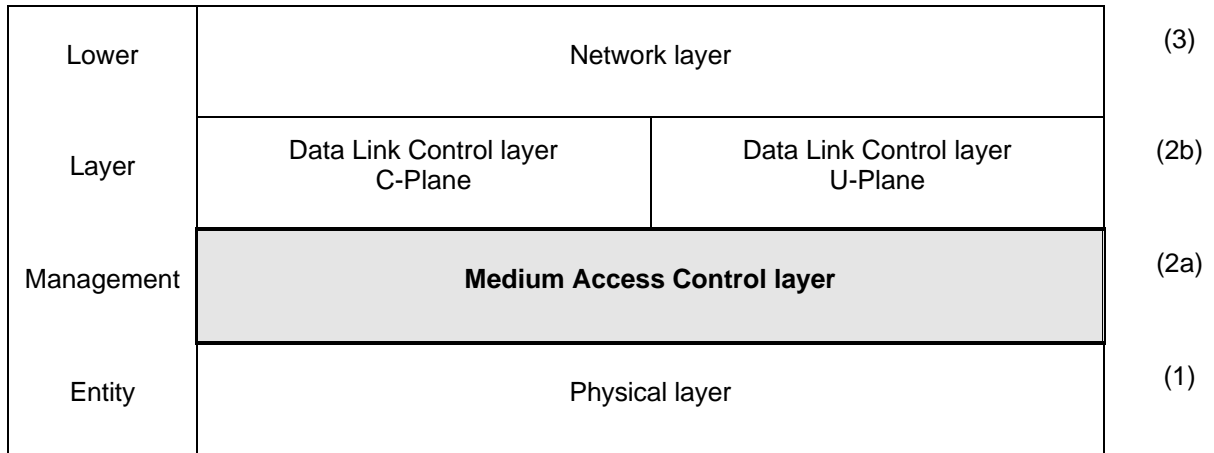 Lower
Network layer
(3)
Layer
Data Link Control layer
C-Plane
Data Link Control layer
U-Plane
(2b)
Management
Medium Access Control layer
(2a)
Entity
Physical layer
(1)